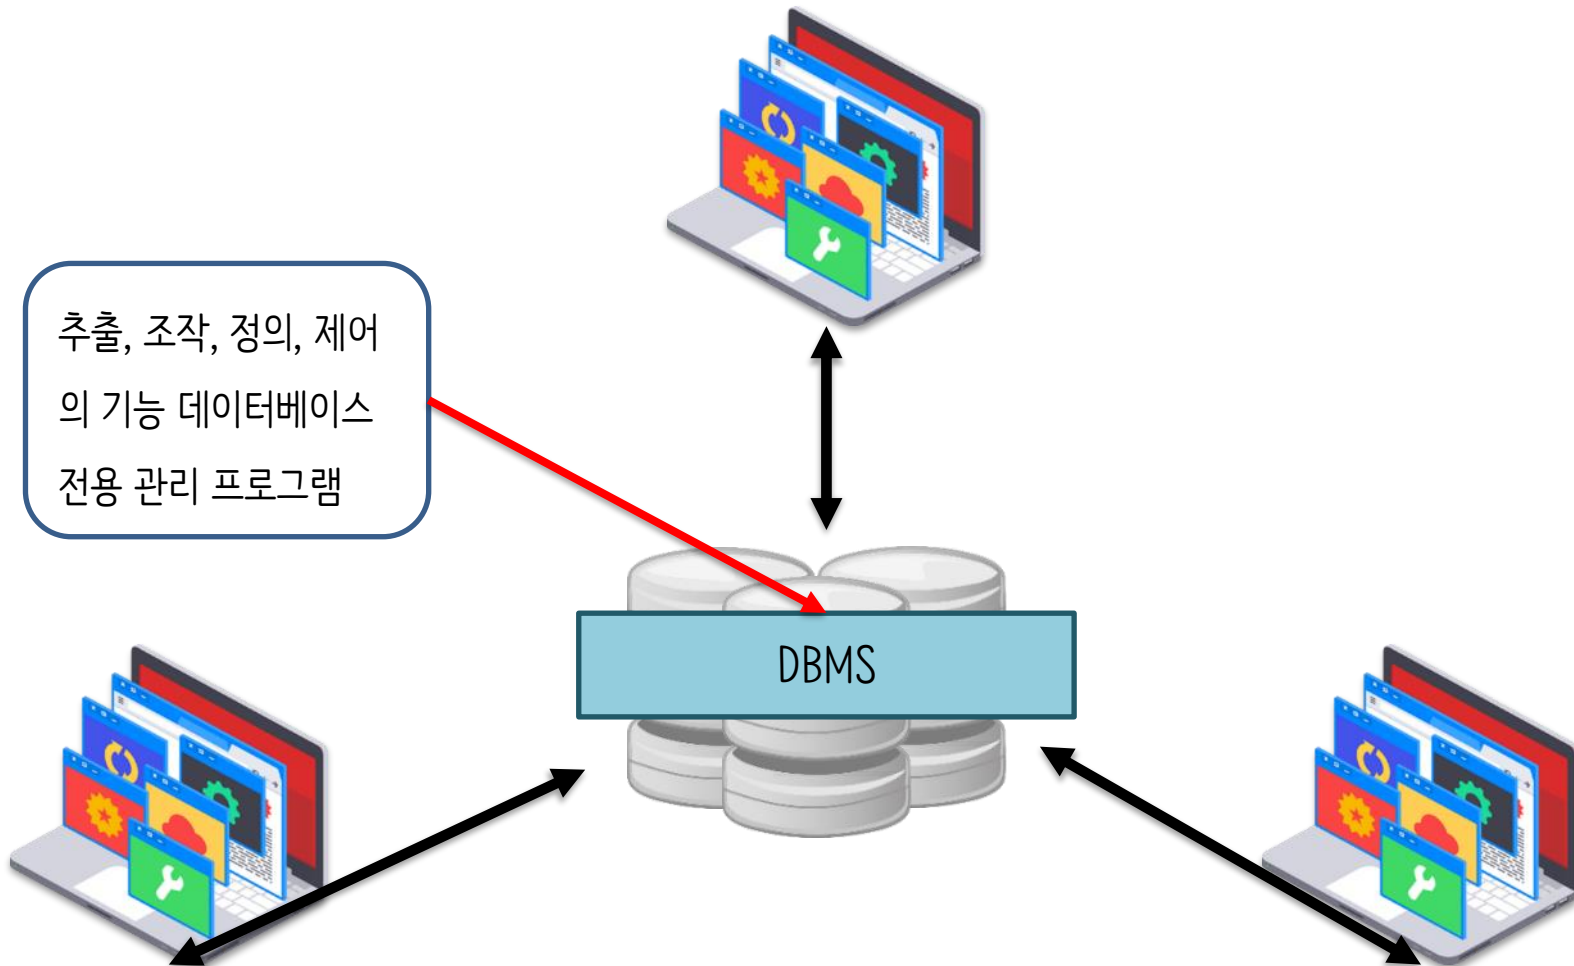 추출, 조작, 정의, 제어
의 기능 데이터베이스
전용 관리 프로그램
DBMS